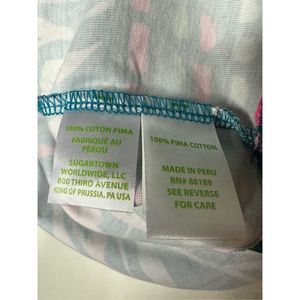 100% COTON PIMA
FABRIQUÉ AU
PÉROU
SUGARTOWN
WORLDWIDE, LLC
800 THIRD AVENUE
KING OF PRUSSIA, PA USA
100% PIMA COTTON
MADE IN PERU
RN# 88189
SEE REVERSE
FOR CARE